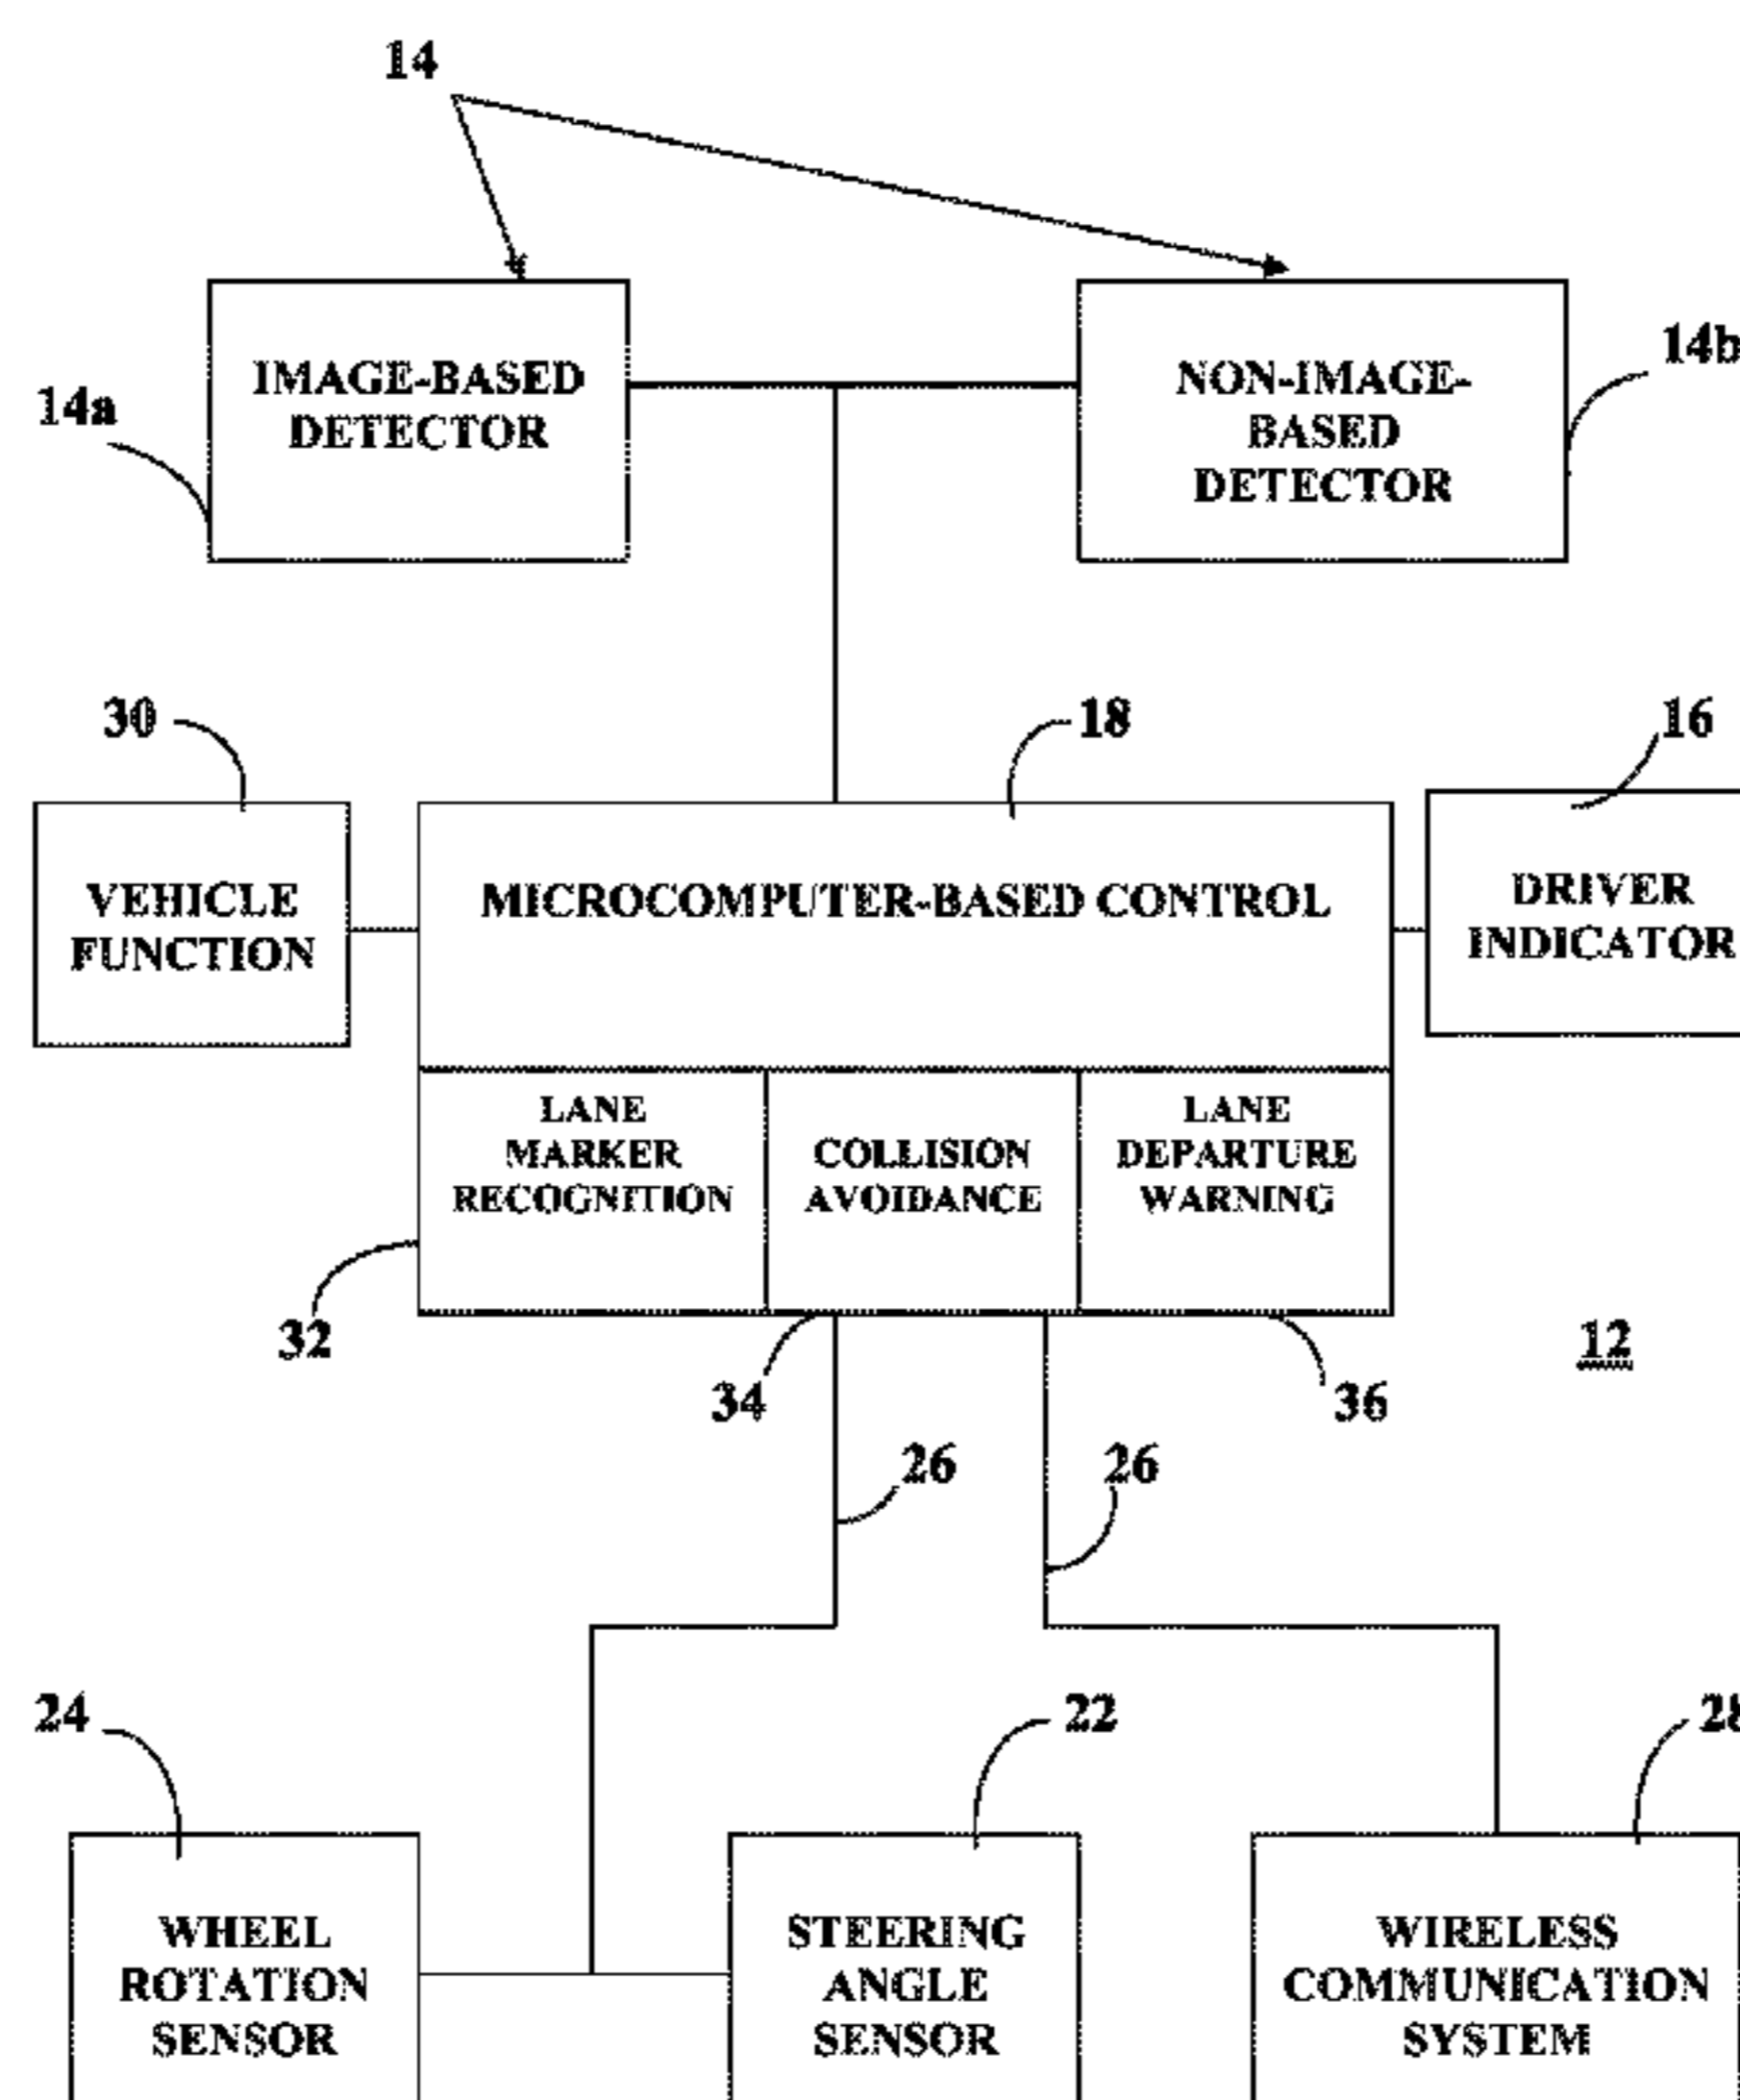 14
IMAGE-BASED
DETECTOR
NON-IMAGE-
BASED
DETECTOR
14a
14b
30
18
16
VEHICLE
FUNCTION
MICROCOMPUTER-BASED CONTROL
DRIVER
INDICATOR
LANE
MARKER
RECOGNITION
COLLISION
AVOIDANCE
LANE
DEPARTURE
WARNING
32
34
36
12
26
26
24
22
28
WHEEL
ROTATION
SENSOR
STEERING
ANGLE
SENSOR
WIRELESS
COMMUNICATION
SYSTEM